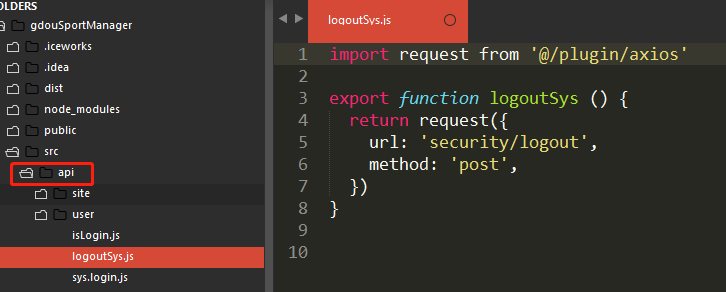 OLDERS
gdouSportManager
.iceworks
.idea
dist
node_modules
public
src
api
site
user
isLogin.js
logoutSys.js
sys.login.js
logoutSys.js
1 import request from '@/plugin/axios'
2
3 export function logoutSys () {
4   return request({
5     url: 'security/logout',
6     method: 'post',
7   })
8 }
9
10